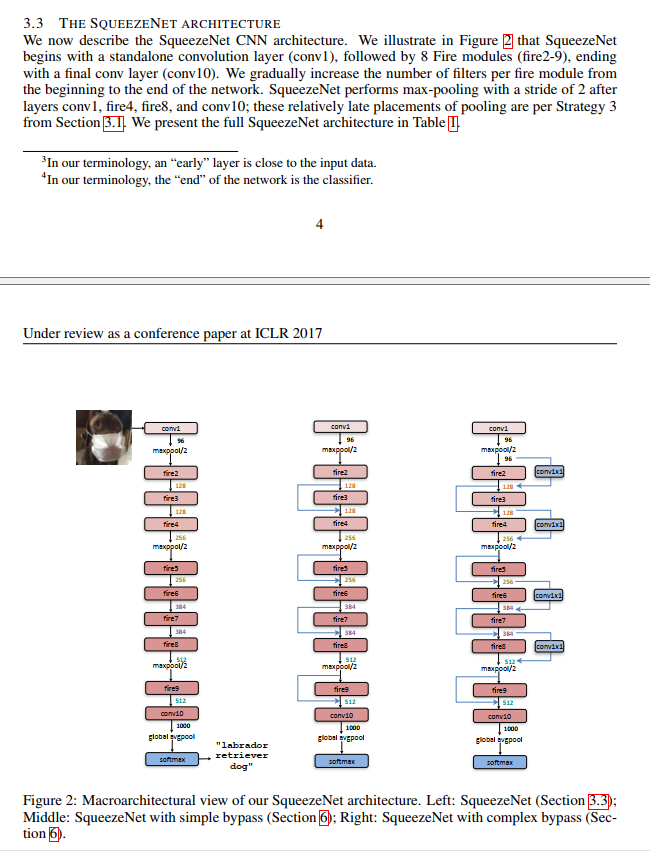 3.3 THE SQUEEZENET ARCHITECTURE
We now describe the SqueezeNet CNN architecture. We illustrate in Figure 2 that SqueezeNet
begins with a standalone convolution layer (conv1), followed by 8 Fire modules (fire2-9), ending
with a final conv layer (conv10). We gradually increase the number of filters per fire module from
the beginning to the end of the network. SqueezeNet performs max-pooling with a stride of 2 after
layers conv1, fire4, fire8, and conv10; these relatively late placements of pooling are per Strategy 3
from Section 3.1. We present the full SqueezeNet architecture in Table 1.
3In our terminology, an “early” layer is close to the input data.
4In our terminology, the “end” of the network is the classifier.
4
Under review as a conference paper at ICLR 2017
conv1
96
maxpool/2
fire2
128
fire3
128
fire4
256
maxpool/2
fire5
256
fire6
384
fire7
384
fire8
512
maxpool/2
fire9
512
conv10
1000
global avgpool
softmax
"labrador
retriever
dog"
conv1
96
maxpool/2
fire2
128
fire3
128
fire4
256
maxpool/2
fire5
256
fire6
384
fire7
384
fire8
512
maxpool/2
fire9
512
conv10
1000
global avgpool
softmax
conv1
96
maxpool/2
96
fire2
conv1x1
128
fire3
128
fire4
conv1x1
256
maxpool/2
fire5
256
fire6
conv1x1
384
fire7
384
fire8
conv1x1
512
maxpool/2
fire9
512
conv10
1000
global avgpool
softmax
Figure 2: Macroarchitectural view of our SqueezeNet architecture. Left: SqueezeNet (Section 3.3);
Middle: SqueezeNet with simple bypass (Section 6); Right: SqueezeNet with complex bypass (Sec-
tion 6).